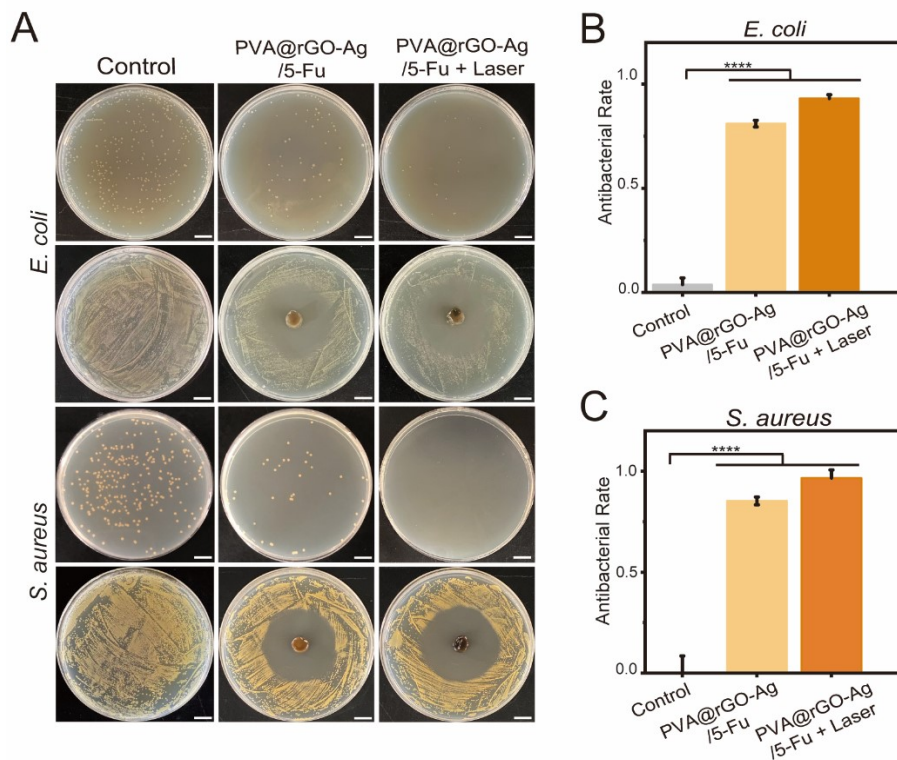 A
Control
PVA@rGO-Ag
/5-Fu
PVA@rGO-Ag
/5-Fu + Laser
E. coli
S. aureus
B
E. coli
****
1.0
0.5
0.0
Antibacterial Rate
Control
PVA@rGO-Ag
/5-Fu
PVA@rGO-Ag
/5-Fu + Laser
C
S. aureus
****
1.0
0.5
0.0
Antibacterial Rate
Control
PVA@rGO-Ag
/5-Fu
PVA@rGO-Ag
/5-Fu + Laser